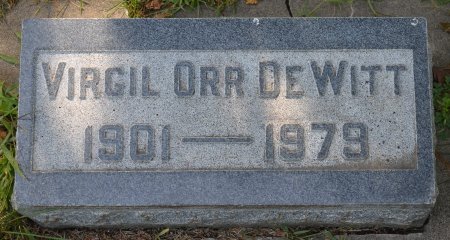 Virgil Orr DeWitt
1901 — 1979